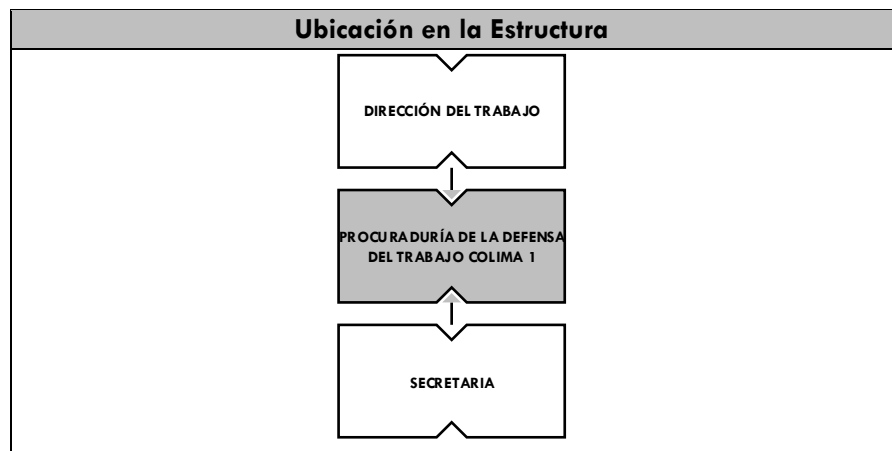 Ubicación en la Estructura
DIRECCIÓN DEL TRABAJO
PROCURADURÍA DE LA DEFENSA
DEL TRABAJO COLIMA 1
SECRETARIA